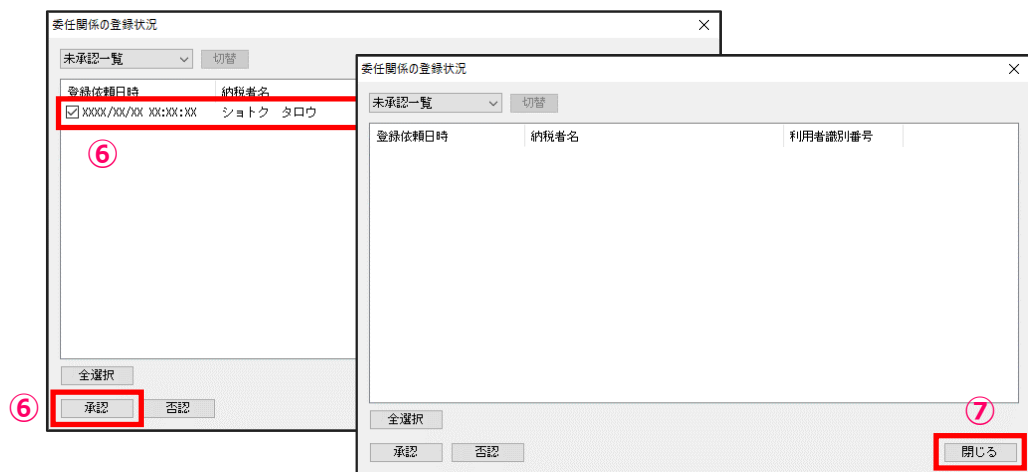 委任関係の登録状況
未承認一覧 切替
登録依頼日時 納税者名
XXXX/XX/XX XX:XX:XX ショトク タロウ
⑥
全選択
⑥ 承認 否認
委任関係の登録状況
未承認一覧 切替
登録依頼日時 納税者名 利用者識別番号
全選択
⑦
承認 否認 閉じる